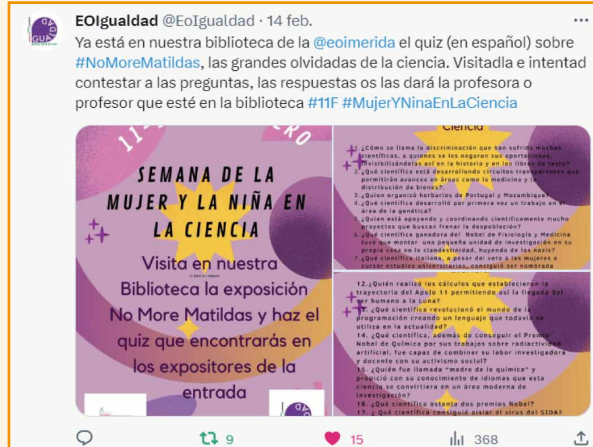 EOIgualdad @EoIgualdad · 14 feb.
Ya está en nuestra biblioteca de la @eoimerida el quiz (en español) sobre
#NoMoreMatildas, las grandes olvidadas de la ciencia. Visitadla e intentad
contestar a las preguntas, las respuestas os las dará la profesora o
profesor que esté en la biblioteca #11F #MujerYNinaEnLaCiencia
SEMANA DE LA
MUJER Y LA NIÑA EN
LA CIENCIA
Visita en nuestra
Biblioteca la exposición
No More Matildas y haz el
quiz que encontrarás en
los expositores de la
entrada
Ciencia
¿Cómo se llama la discriminación que han sufrido muchas
científicas, a quienes se les negaron sus aportaciones,
invisibilizándolas así en la historia y en los libros de texto?
2. ¿Qué científica está desarrollando circuitos transparentes que
permitirán avances en áreas como la medicina y la
distribución de bienes?
¿Quien organizó herbarios de Portugal y Mozambique?
4. ¿Qué científica desarrolló por primera vez un trabajo en el
área de la genética?
¿Quien está apoyando y coordinando científicamente mucho
proyectos que buscan frenar la despoblación?
¿Qué científica ganadora del Nobel de Fisiología y Medicina
tuvo que montar una pequeña unidad de investigación en su
propia casa en la clandestinidad, huyendo de los nazis?
¿Qué científica italiana, a pesar del veto a las mujeres a
cursar estudios universitarios, consiguió ser nombrada
12. ¿Quién realizó los cálculos que establecieron la
trayectoria del Apolo 11 permitiendo así la llegada del
ser humano a la Luna?
¿Qué científica revolucionó el mundo de la
programación creando un lenguaje que todavía se
utiliza en la actualidad?
14. ¿Qué científica, además de conseguir el Premio
Nobel de Química por sus trabajos sobre radiactividad
artificial, fue capaz de combinar su labor investigadora
y docente con su activismo social?
15. ¿Quién fue llamada "madre de la química" y
propició con su conocimiento de idiomas que esta
ciencia se convirtiera en un área moderna de
investigación?
16. ¿Qué científica ostenta dos premios Nobel?
17. ¿Qué científica consiguió aislar el virus del SIDA?
9 15 368